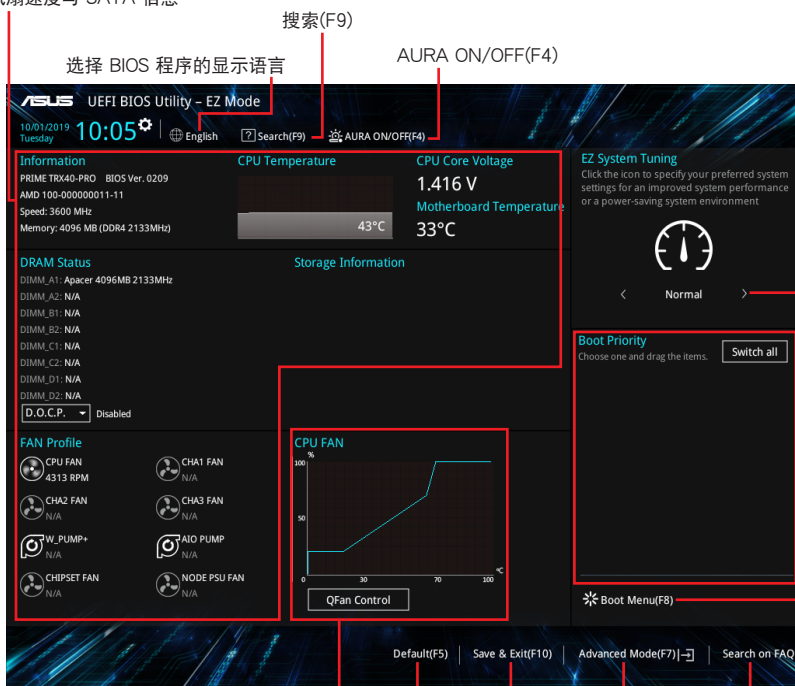 扇速度与 SATA 信息
搜索(F9)
选择 BIOS 程序的显示语言
AURA ON/OFF(F4)
ASUS UEFI BIOS Utility – EZ Mode
10/01/2019
Tuesday
10:05
English
? Search(F9)
AURA ON/OFF(F4)
Information
PRIME TRX40-PRO BIOS Ver. 0209
AMD 100-000000011-11
Speed: 3600 MHz
Memory: 4096 MB (DDR4 2133MHz)
CPU Temperature
43°C
CPU Core Voltage
1.416 V
Motherboard Temperature
33°C
EZ System Tuning
Click the icon to specify your preferred system
settings for an improved system performance
or a power-saving system environment
Normal
DRAM Status
DIMM_A1: Apacer 4096MB 2133MHz
DIMM_A2: N/A
DIMM_B1: N/A
DIMM_B2: N/A
DIMM_C1: N/A
DIMM_C2: N/A
DIMM_D1: N/A
DIMM_D2: N/A
D.O.C.P. Disabled
Storage Information
Boot Priority
Choose one and drag the items.
Switch all
FAN Profile
CPU FAN
4313 RPM
CHA1 FAN
N/A
CHA2 FAN
N/A
CHA3 FAN
N/A
W_PUMP+
N/A
AIO PUMP
N/A
CHIPSET FAN
N/A
NODE PSU FAN
N/A
CPU FAN
%
100
50
0 30 70 100
°C
QFan Control
Boot Menu(F8)
Default(F5)
Save & Exit(F10)
Advanced Mode(F7)
Search on FAQ